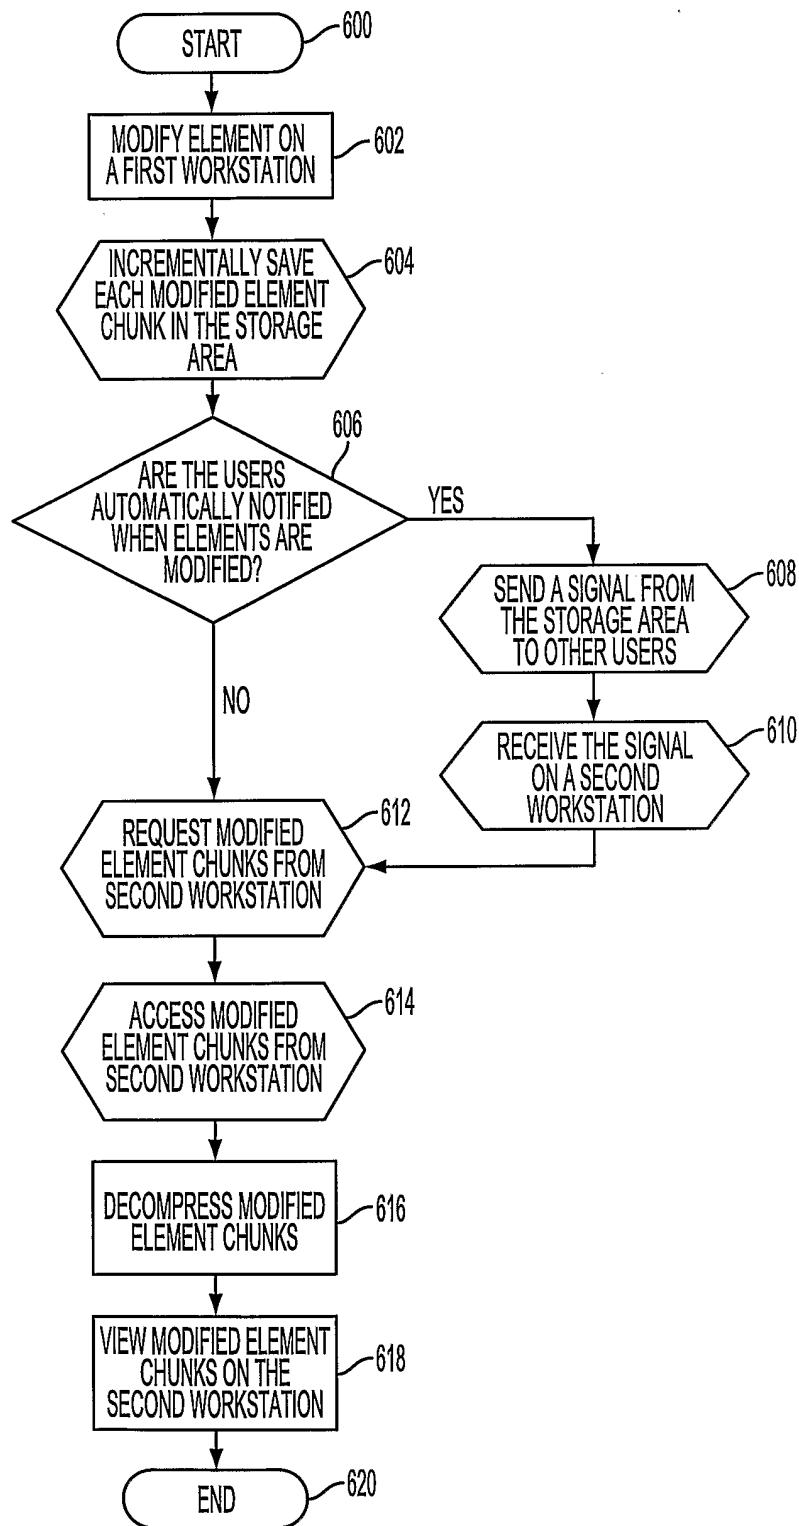 START
600
MODIFY ELEMENT ON
A FIRST WORKSTATION
602
INCREMENTALLY SAVE
EACH MODIFIED ELEMENT
CHUNK IN THE STORAGE
AREA
604
606
ARE THE USERS
AUTOMATICALLY NOTIFIED
WHEN ELEMENTS ARE
MODIFIED?
YES
SEND A SIGNAL FROM
THE STORAGE AREA
TO OTHER USERS
608
NO
RECEIVE THE SIGNAL
ON A SECOND
WORKSTATION
610
REQUEST MODIFIED
ELEMENT CHUNKS FROM
SECOND WORKSTATION
612
ACCESS MODIFIED
ELEMENT CHUNKS FROM
SECOND WORKSTATION
614
DECOMPRESS MODIFIED
ELEMENT CHUNKS
616
VIEW MODIFIED ELEMENT
CHUNKS ON THE
SECOND WORKSTATION
618
END
620